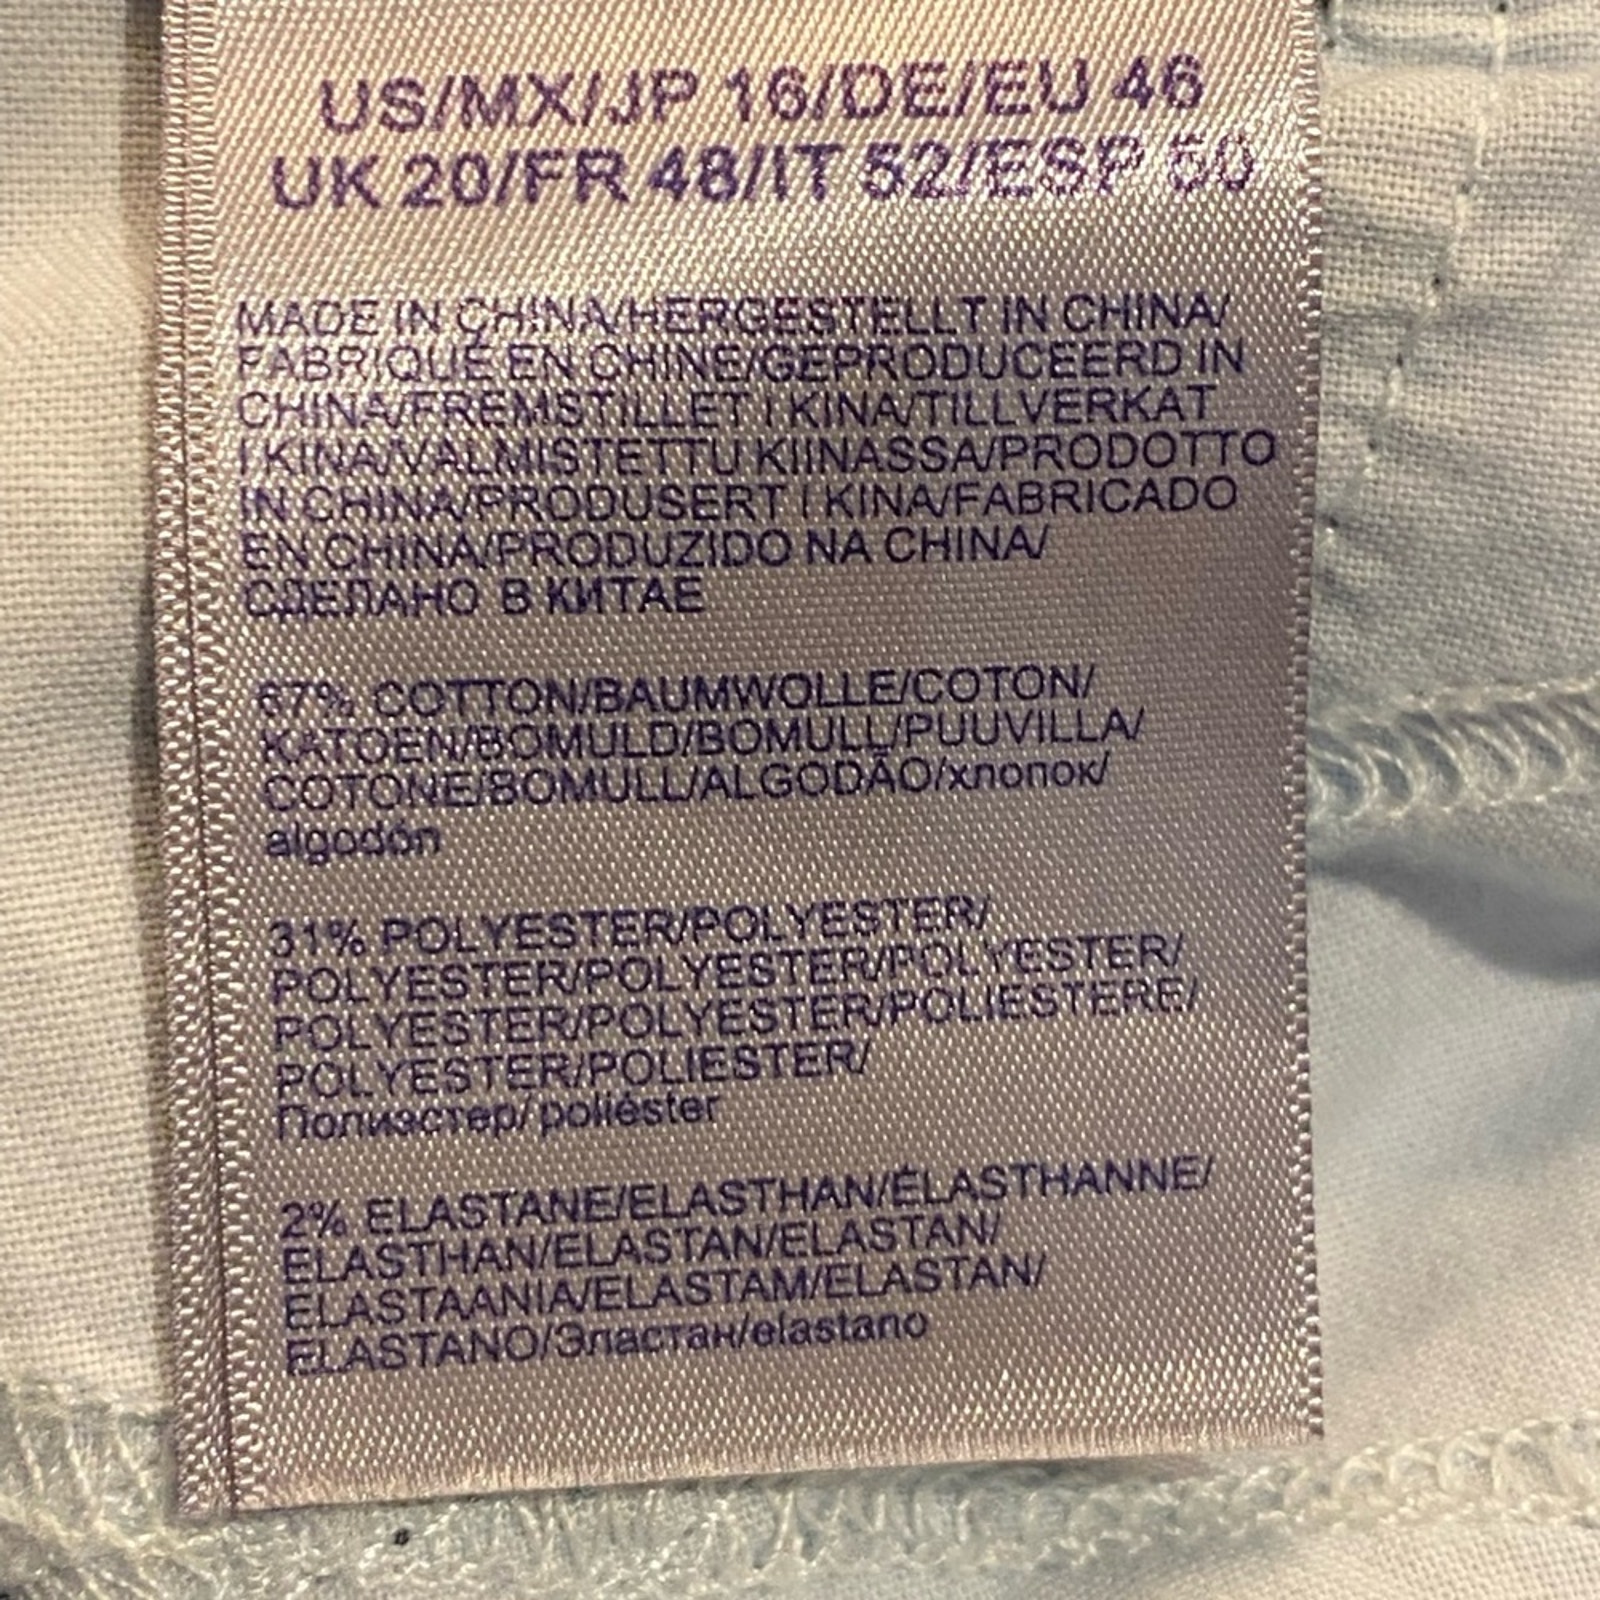 US/MX/JP 16/DE/EU 46
UK 20/FR 48/IT 52/ESP 50
MADE IN CHINA/HERGESTELLT IN CHINA/
FABRIQUÉ EN CHINE/GEPRODUCEERD IN
CHINA/FREMSTILLET I KINA/TILLVERKAT
I KINA/VALMISTETTU KIINASSA/PRODOTTO
IN CHINA/PRODUSERT I KINA/FABRICADO
EN CHINA/PRODUZIDO NA CHINA/
СДЕЛАНО В КИТАЕ
67% COTTON/BAUMWOLLE/COTON/
KATOEN/BOMULD/BOMULL/PUUVILLA/
COTONE/BOMULL/ALGODÃO/хлопок/
algodón
31% POLYESTER/POLYESTER/
POLYESTER/POLYESTER/POLYESTER/
POLYESTER/POLYESTER/POLIESTERE/
POLYESTER/POLIESTER/
Полиэстер/poliéster
2% ELASTANE/ELASTHAN/ÉLASTHANNE/
ELASTHAN/ELASTAN/ELASTAN/
ELASTAANIA/ELASTAM/ELASTAN/
ELASTANO/Эластан/elastano